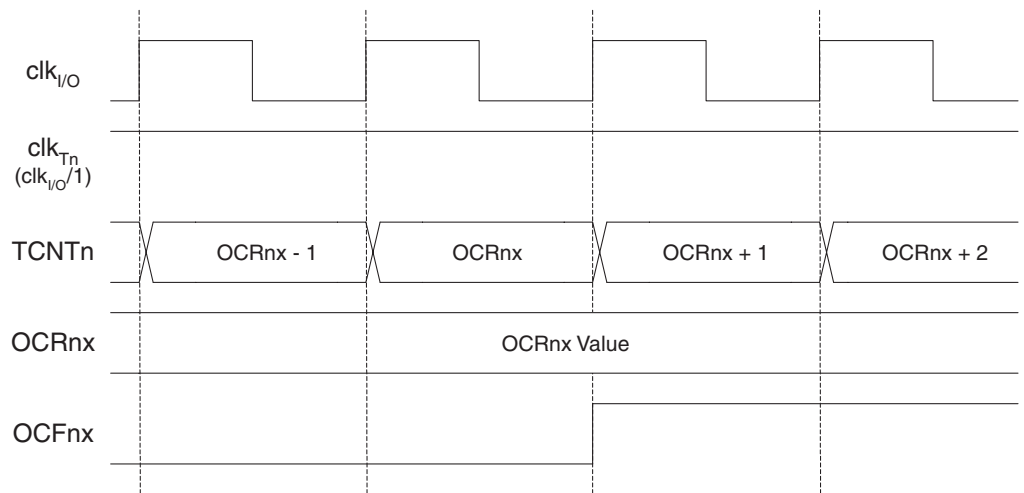 clkI/O
clkTn
(clkI/O/1)
TCNTn
OCRnx - 1 OCRnx OCRnx + 1 OCRnx + 2
OCRnx
OCRnx Value
OCFnx